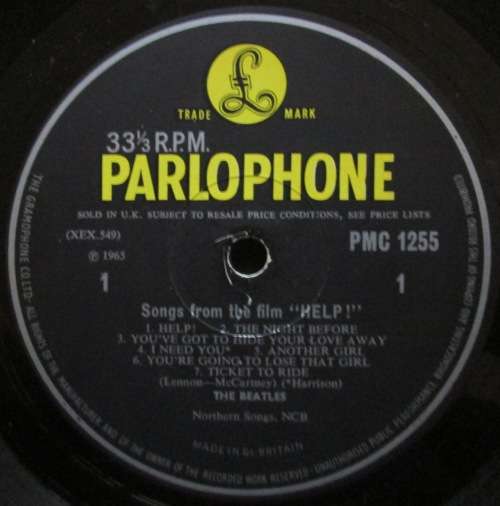 £
TRADE MARK
33⅓ R.P.M.
PARLOPHONE
SOLD IN U.K. SUBJECT TO RESALE PRICE CONDITIONS, SEE PRICE LISTS
(XEX.549) PMC 1255
℗ 1965
1 1
Songs from the film "HELP!"
1. HELP! 2. THE NIGHT BEFORE
3. YOU'VE GOT TO HIDE YOUR LOVE AWAY
4. I NEED YOU* 5. ANOTHER GIRL
6. YOU'RE GOING TO LOSE THAT GIRL
7. TICKET TO RIDE
(Lennon—McCartney) (*Harrison)
THE BEATLES
Northern Songs, NCB
MADE IN GT. BRITAIN
THE GRAMOPHONE CO. LTD. ALL RIGHTS OF THE MANUFACTURER AND OF THE OWNER OF THE RECORDED WORK RESERVED · UNAUTHORISED PUBLIC PERFORMANCE, BROADCASTING AND COPYING OF THIS RECORD PROHIBITED